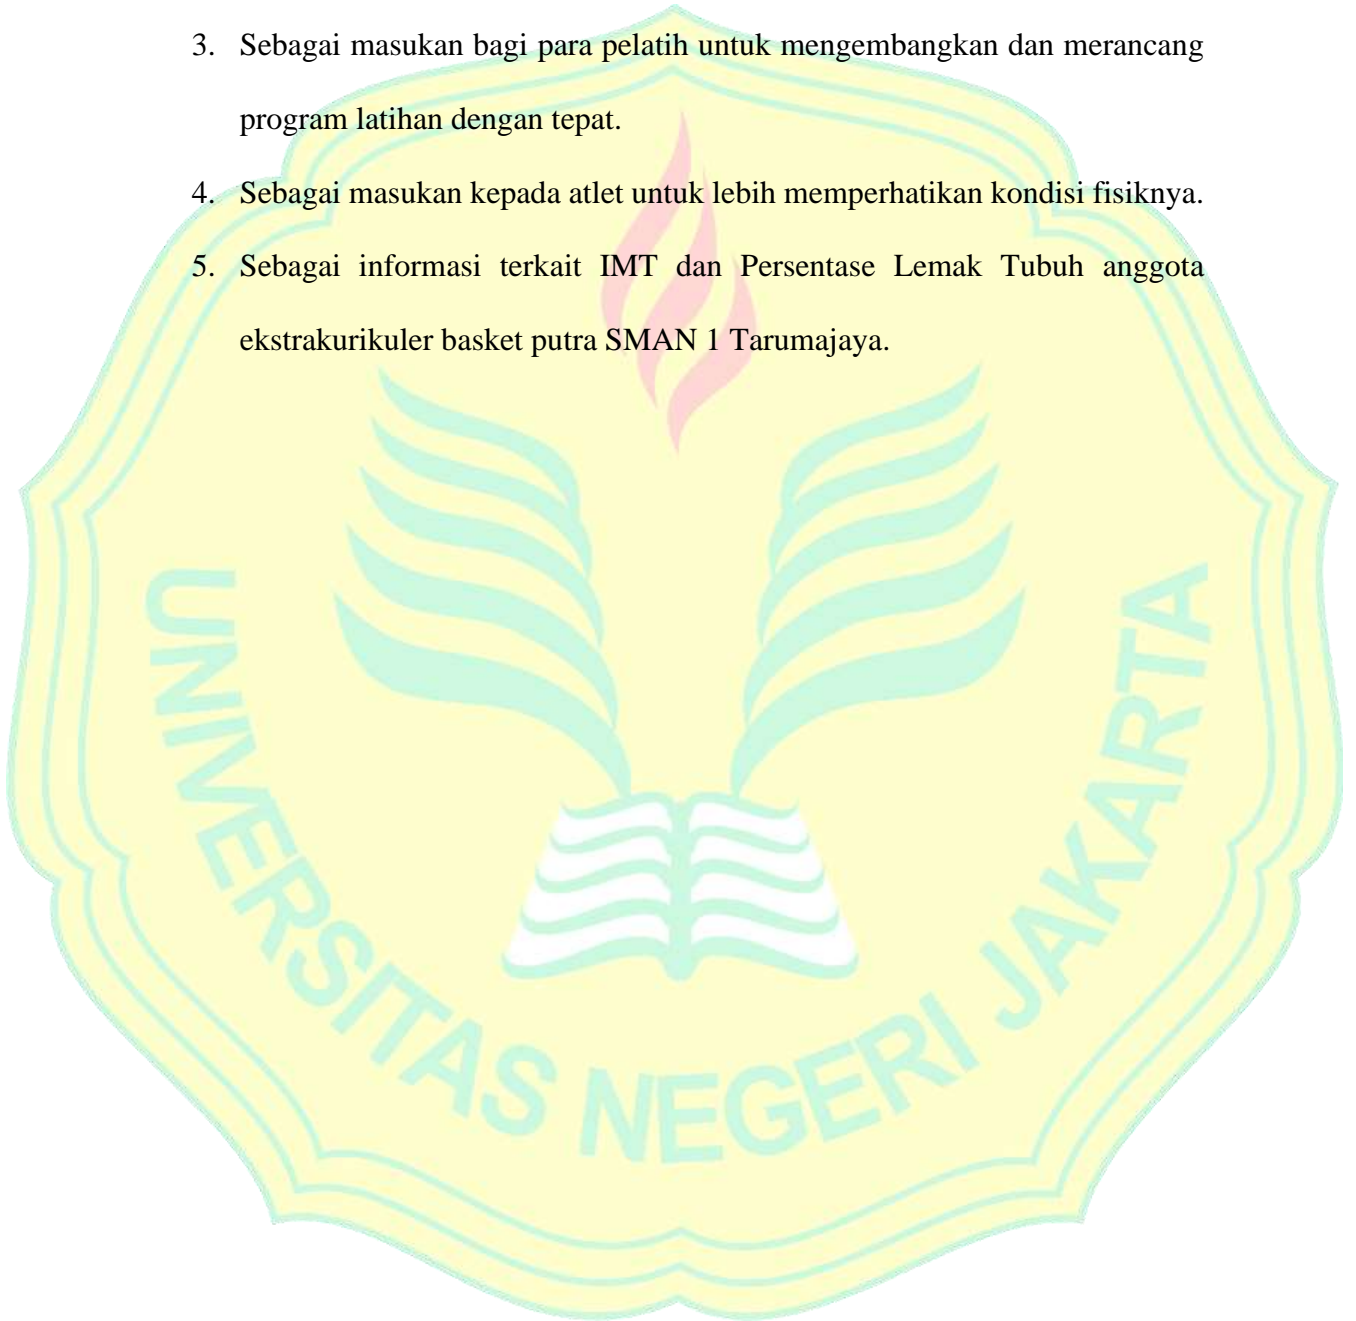 3. Sebagai masukan bagi para pelatih untuk mengembangkan dan merancang
program latihan dengan tepat.
4. Sebagai masukan kepada atlet untuk lebih memperhatikan kondisi fisiknya.
5. Sebagai informasi terkait IMT dan Persentase Lemak Tubuh anggota
ekstrakurikuler basket putra SMAN 1 Tarumajaya.
UNIVERSITAS NEGERI JAKARTA